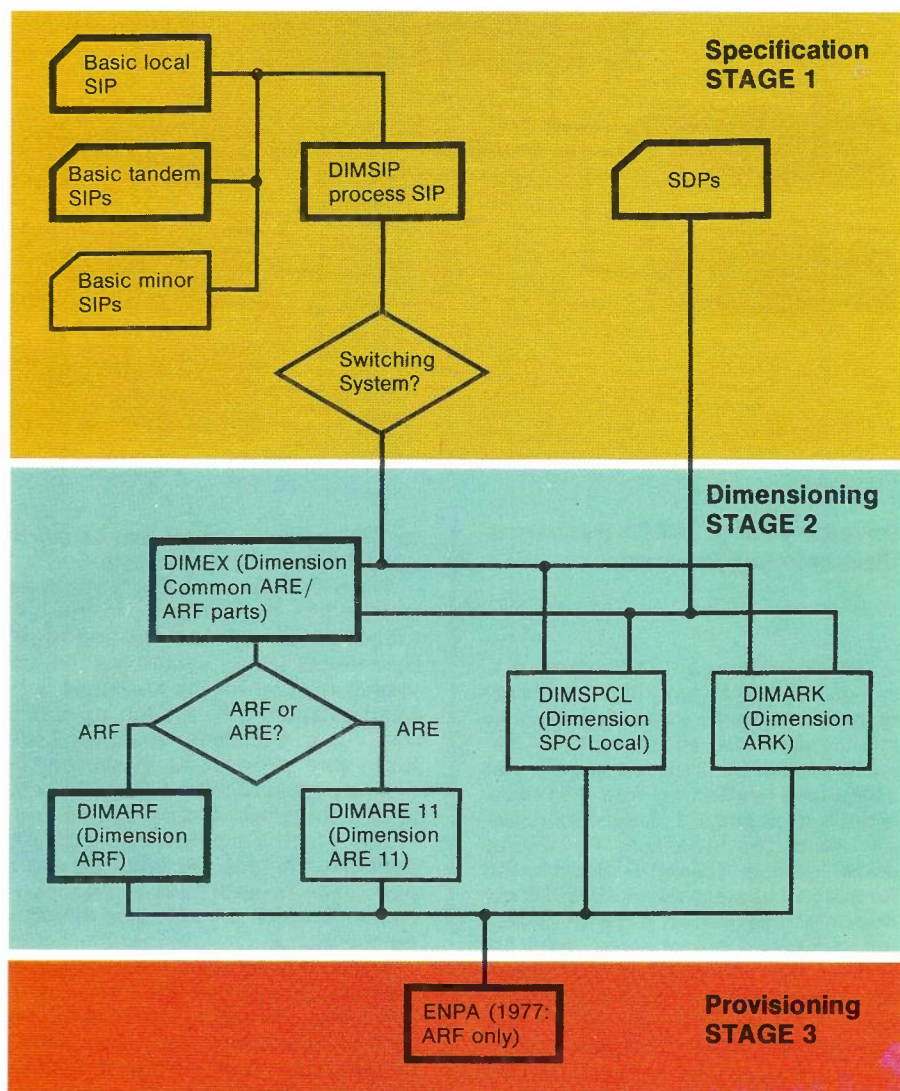 Specification
STAGE 1
Basic local
SIP
Basic tandem
SIPs
Basic minor
SIPs
DIMSIP
process SIP
SDPs
Switching
System?
Dimensioning
STAGE 2
DIMEX (Dimension
Common ARE/
ARF parts)
ARF or
ARE?
ARF
ARE
DIMSPCL
(Dimension
SPC Local)
DIMARK
(Dimension
ARK)
DIMARF
(Dimension
ARF)
DIMARE 11
(Dimension
ARE 11)
Provisioning
STAGE 3
ENPA (1977:
ARF only)